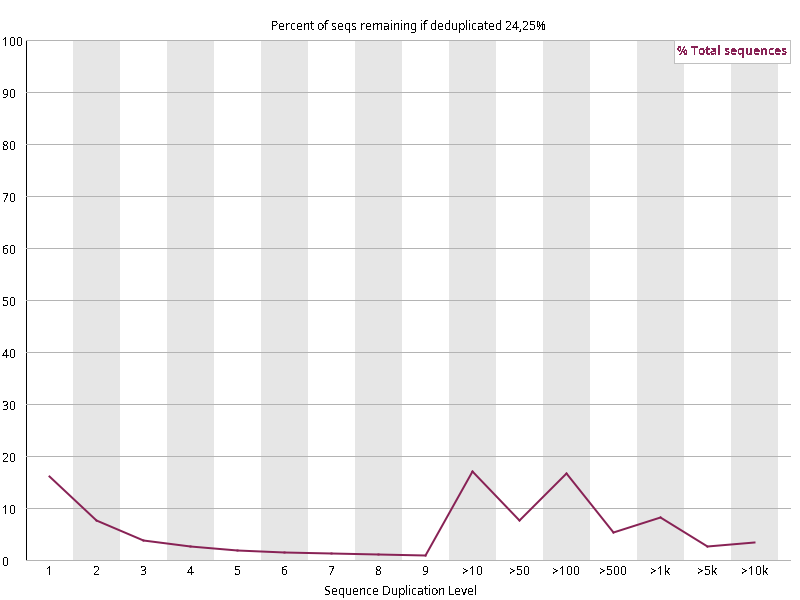 Percent of seqs remaining if deduplicated 24,25%
% Total sequences
100
90
80
70
60
50
40
30
20
10
0
1 2 3 4 5 6 7 8 9 >10 >50 >100 >500 >1k >5k >10k
Sequence Duplication Level